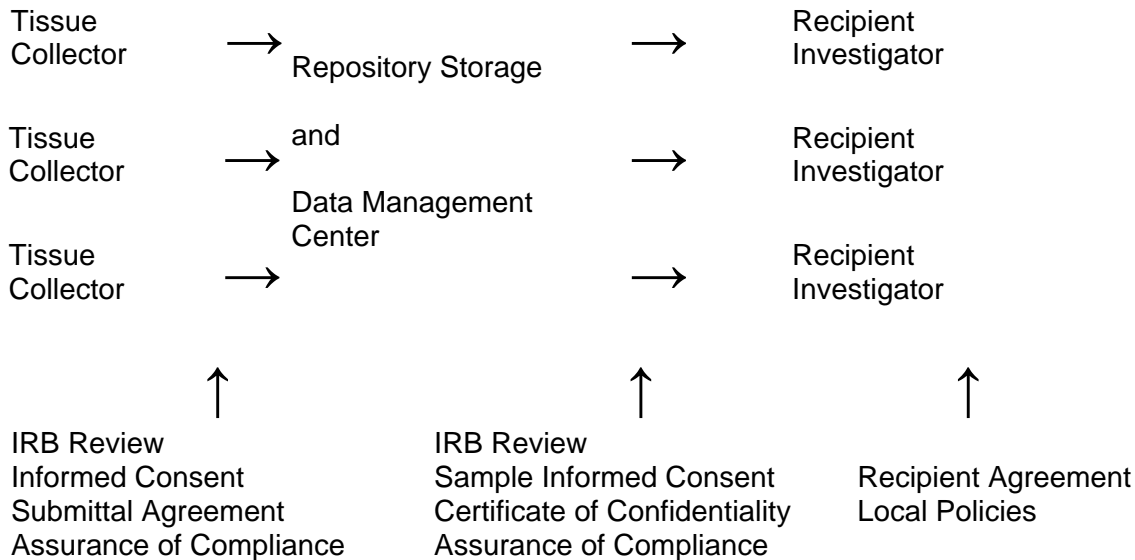 Tissue
Collector
→
Repository Storage
→
Recipient
Investigator
Tissue
Collector
→
and
→
Recipient
Investigator
Data Management
Center
Tissue
Collector
→
→
Recipient
Investigator
↑
↑
↑
IRB Review
Informed Consent
Submittal Agreement
Assurance of Compliance
IRB Review
Sample Informed Consent
Certificate of Confidentiality
Assurance of Compliance
Recipient Agreement
Local Policies